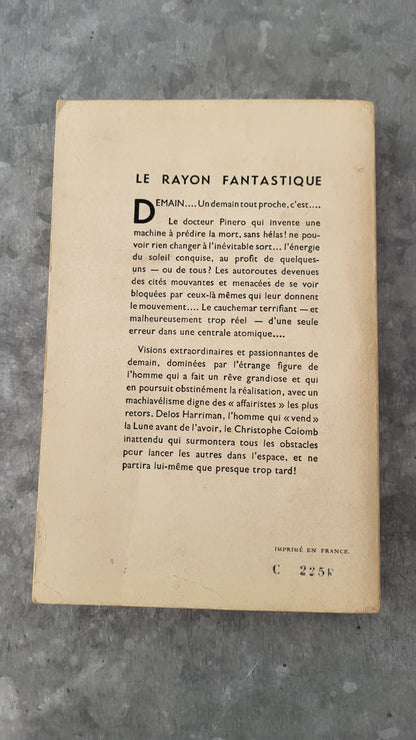 LE RAYON FANTASTIQUE
DEMAIN.... Un demain tout proche, c'est....
Le docteur Pinero qui invente une
machine à prédire la mort, sans hélas! ne pou-
voir rien changer à l'inévitable sort... l'énergie
du soleil conquise, au profit de quelques-
uns — ou de tous? Les autoroutes devenues
des cités mouvantes et menacées de se voir
bloquées par ceux-là mêmes qui leur donnent
le mouvement.... Le cauchemar terrifiant — et
malheureusement trop réel — d'une seule
erreur dans une centrale atomique....
Visions extraordinaires et passionnantes de
demain, dominées par l'étrange figure de
l'homme qui a fait un rêve grandiose et qui
en poursuit obstinément la réalisation, avec un
machiavélisme digne des « affairistes » les plus
retors. Delos Harriman, l'homme qui « vend »
la Lune avant de l'avoir, le Christophe Colomb
inattendu qui surmontera tous les obstacles
pour lancer les autres dans l'espace, et ne
partira lui-même que presque trop tard!
IMPRIMÉ EN FRANCE.
C